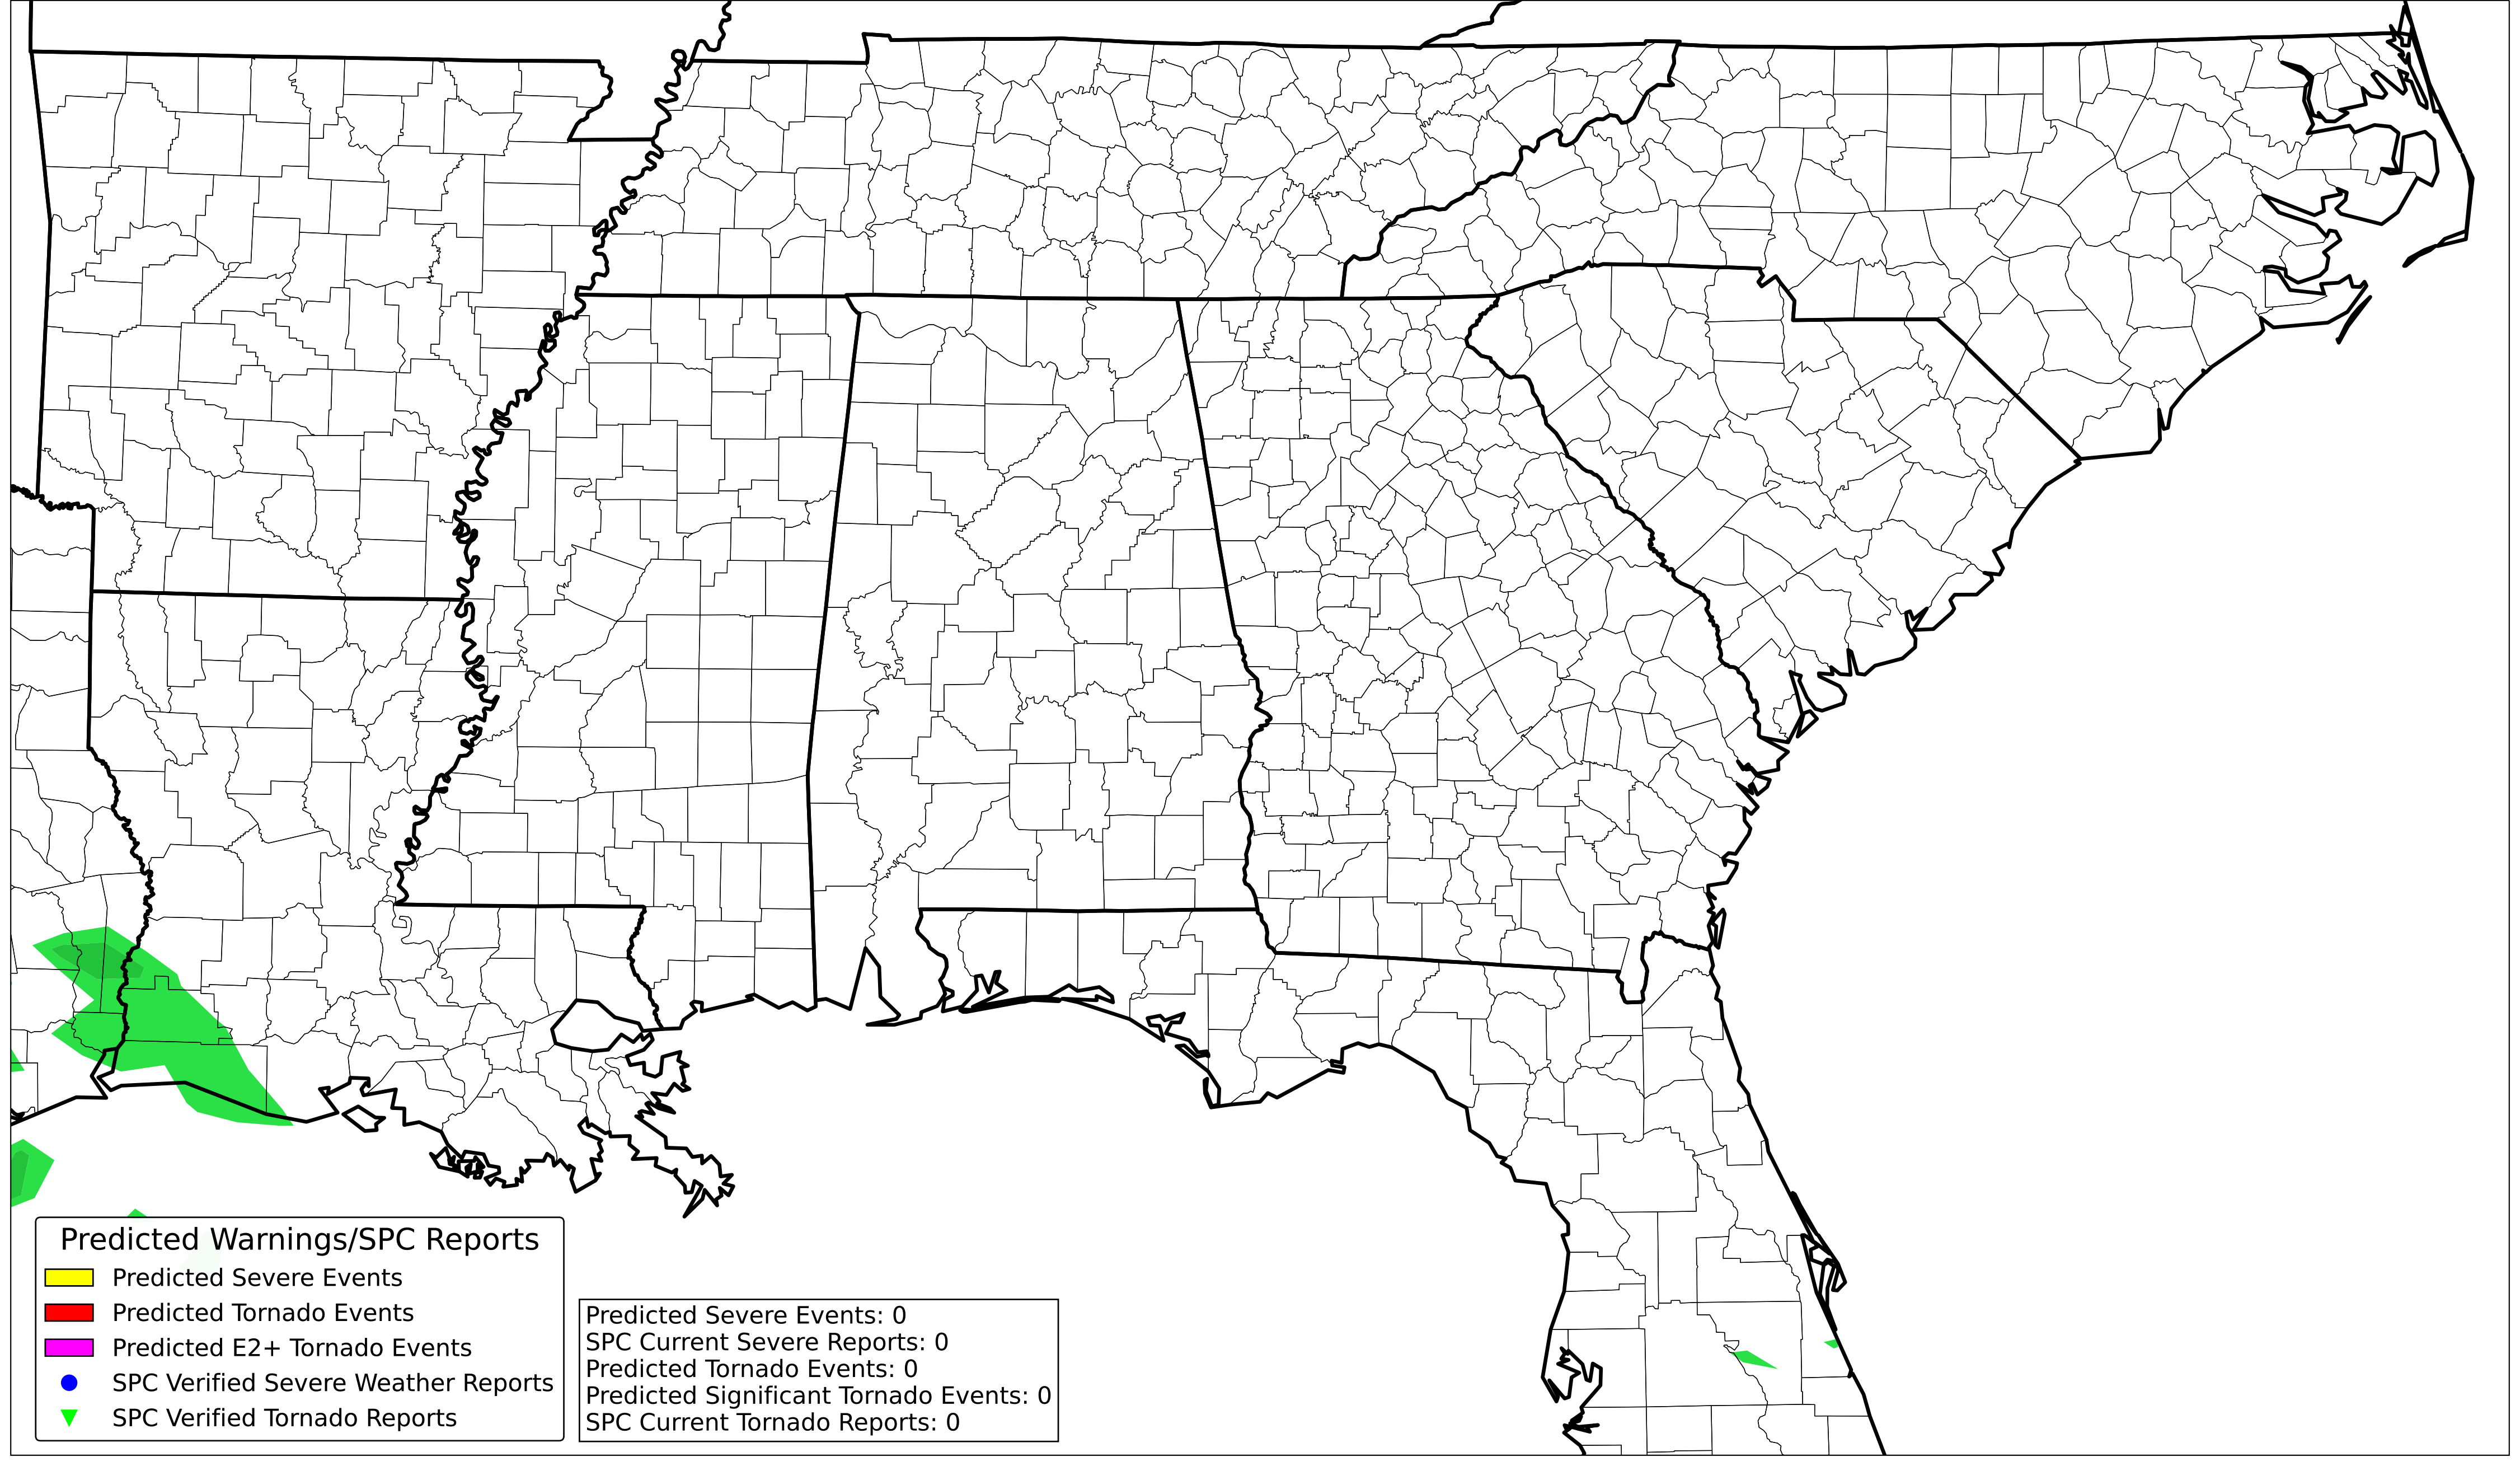 Predicted Warnings/SPC Reports
Predicted Severe Events
Predicted Tornado Events
Predicted E2+ Tornado Events
SPC Verified Severe Weather Reports
SPC Verified Tornado Reports
Predicted Severe Events: 0
SPC Current Severe Reports: 0
Predicted Tornado Events: 0
Predicted Significant Tornado Events: 0
SPC Current Tornado Reports: 0